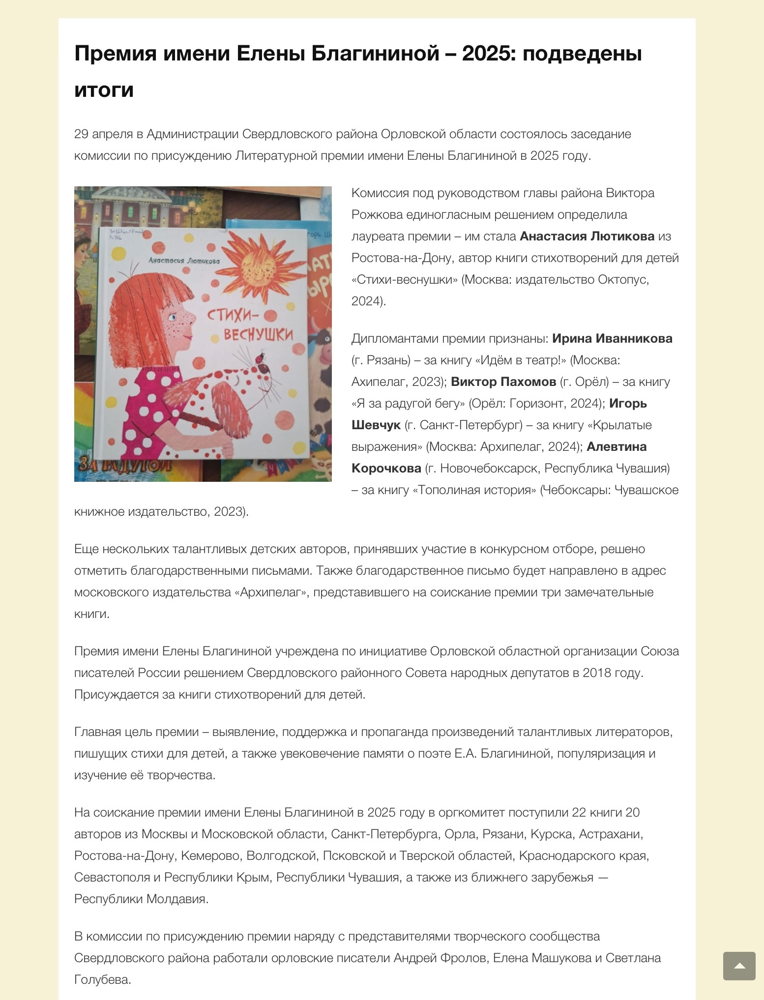 Премия имени Елены Благининой – 2025: подведены
итоги
29 апреля в Администрации Свердловского района Орловской области состоялось заседание
комиссии по присуждению Литературной премии имени Елены Благининой в 2025 году.
Анастасия Лютикова
СТИХИ-
ВЕСНУШКИ
ЗА РАДУГОЙ
Комиссия под руководством главы района Виктора
Рожкова единогласным решением определила
лауреата премии – им стала Анастасия Лютикова из
Ростова-на-Дону, автор книги стихотворений для детей
«Стихи-веснушки» (Москва: издательство Октопус,
2024).
Дипломантами премии признаны: Ирина Иванникова
(г. Рязань) – за книгу «Идём в театр!» (Москва:
Ахипелаг, 2023); Виктор Пахомов (г. Орёл) – за книгу
«Я за радугой бегу» (Орёл: Горизонт, 2024); Игорь
Шевчук (г. Санкт-Петербург) – за книгу «Крылатые
выражения» (Москва: Архипелаг, 2024); Алевтина
Корочкова (г. Новочебоксарск, Республика Чувашия)
– за книгу «Тополиная история» (Чебоксары: Чувашское
книжное издательство, 2023).
Еще нескольких талантливых детских авторов, принявших участие в конкурсном отборе, решено
отметить благодарственными письмами. Также благодарственное письмо будет направлено в адрес
московского издательства «Архипелаг», представившего на соискание премии три замечательные
книги.
Премия имени Елены Благининой учреждена по инициативе Орловской областной организации Союза
писателей России решением Свердловского районного Совета народных депутатов в 2018 году.
Присуждается за книги стихотворений для детей.
Главная цель премии – выявление, поддержка и пропаганда произведений талантливых литераторов,
пишущих стихи для детей, а также увековечение памяти о поэте Е.А. Благининой, популяризация и
изучение её творчества.
На соискание премии имени Елены Благининой в 2025 году в оргкомитет поступили 22 книги 20
авторов из Москвы и Московской области, Санкт-Петербурга, Орла, Рязани, Курска, Астрахани,
Ростова-на-Дону, Кемерово, Волгодской, Псковской и Тверской областей, Краснодарского края,
Севастополя и Республики Крым, Республики Чувашия, а также из ближнего зарубежья —
Республики Молдавия.
В комиссии по присуждению премии наряду с представителями творческого сообщества
Свердловского района работали орловские писатели Андрей Фролов, Елена Машукова и Светлана
Голубева.